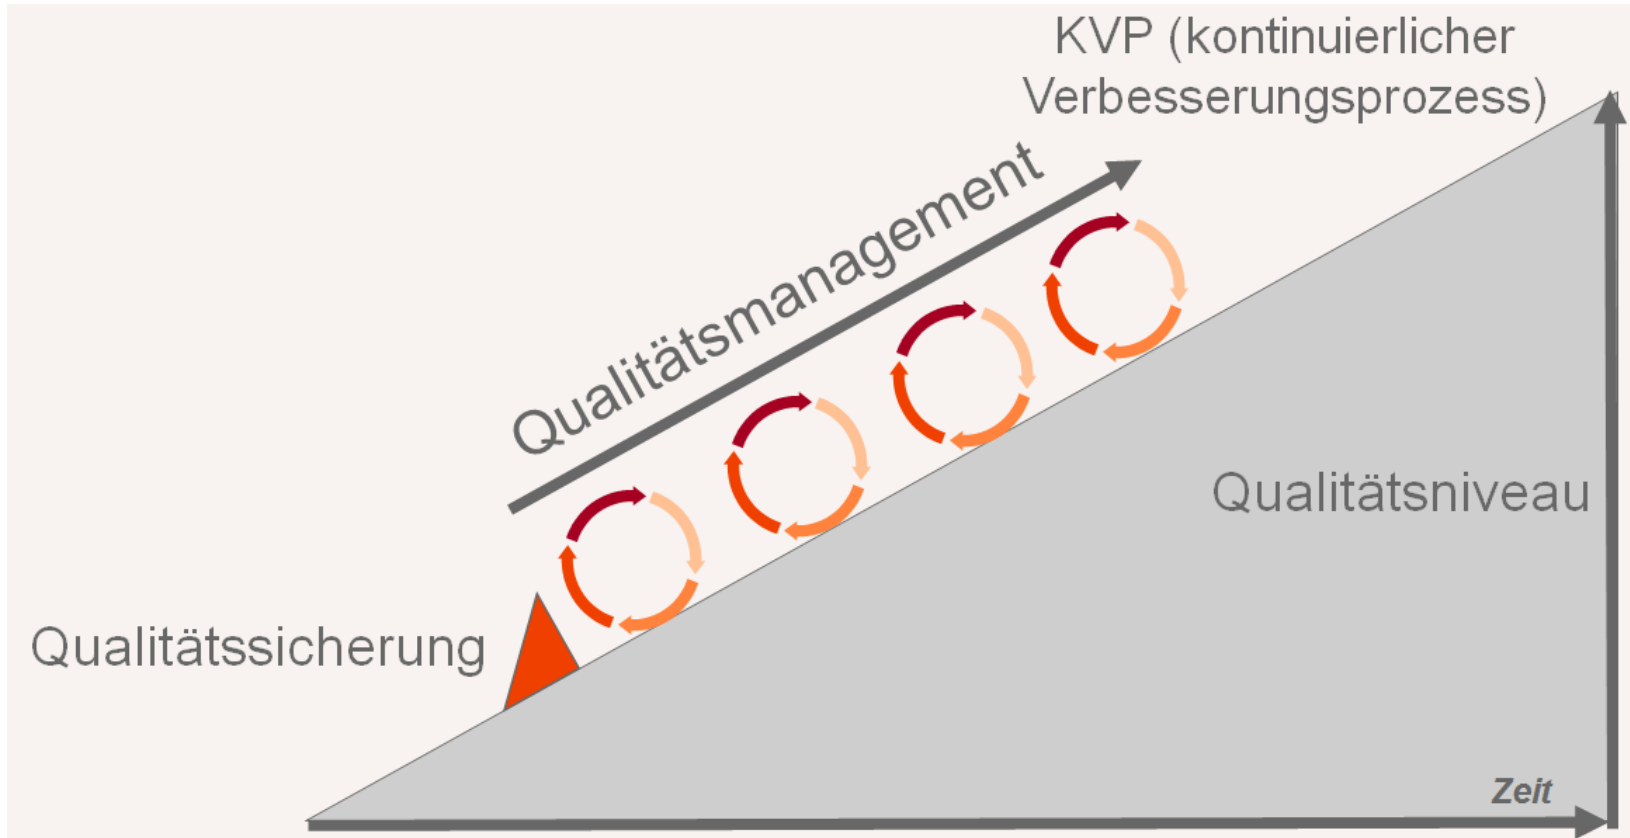 KVP (kontinuierlicher
Verbesserungsprozess)
Qualitätsmanagement
Qualitätsniveau
Qualitätssicherung
Zeit